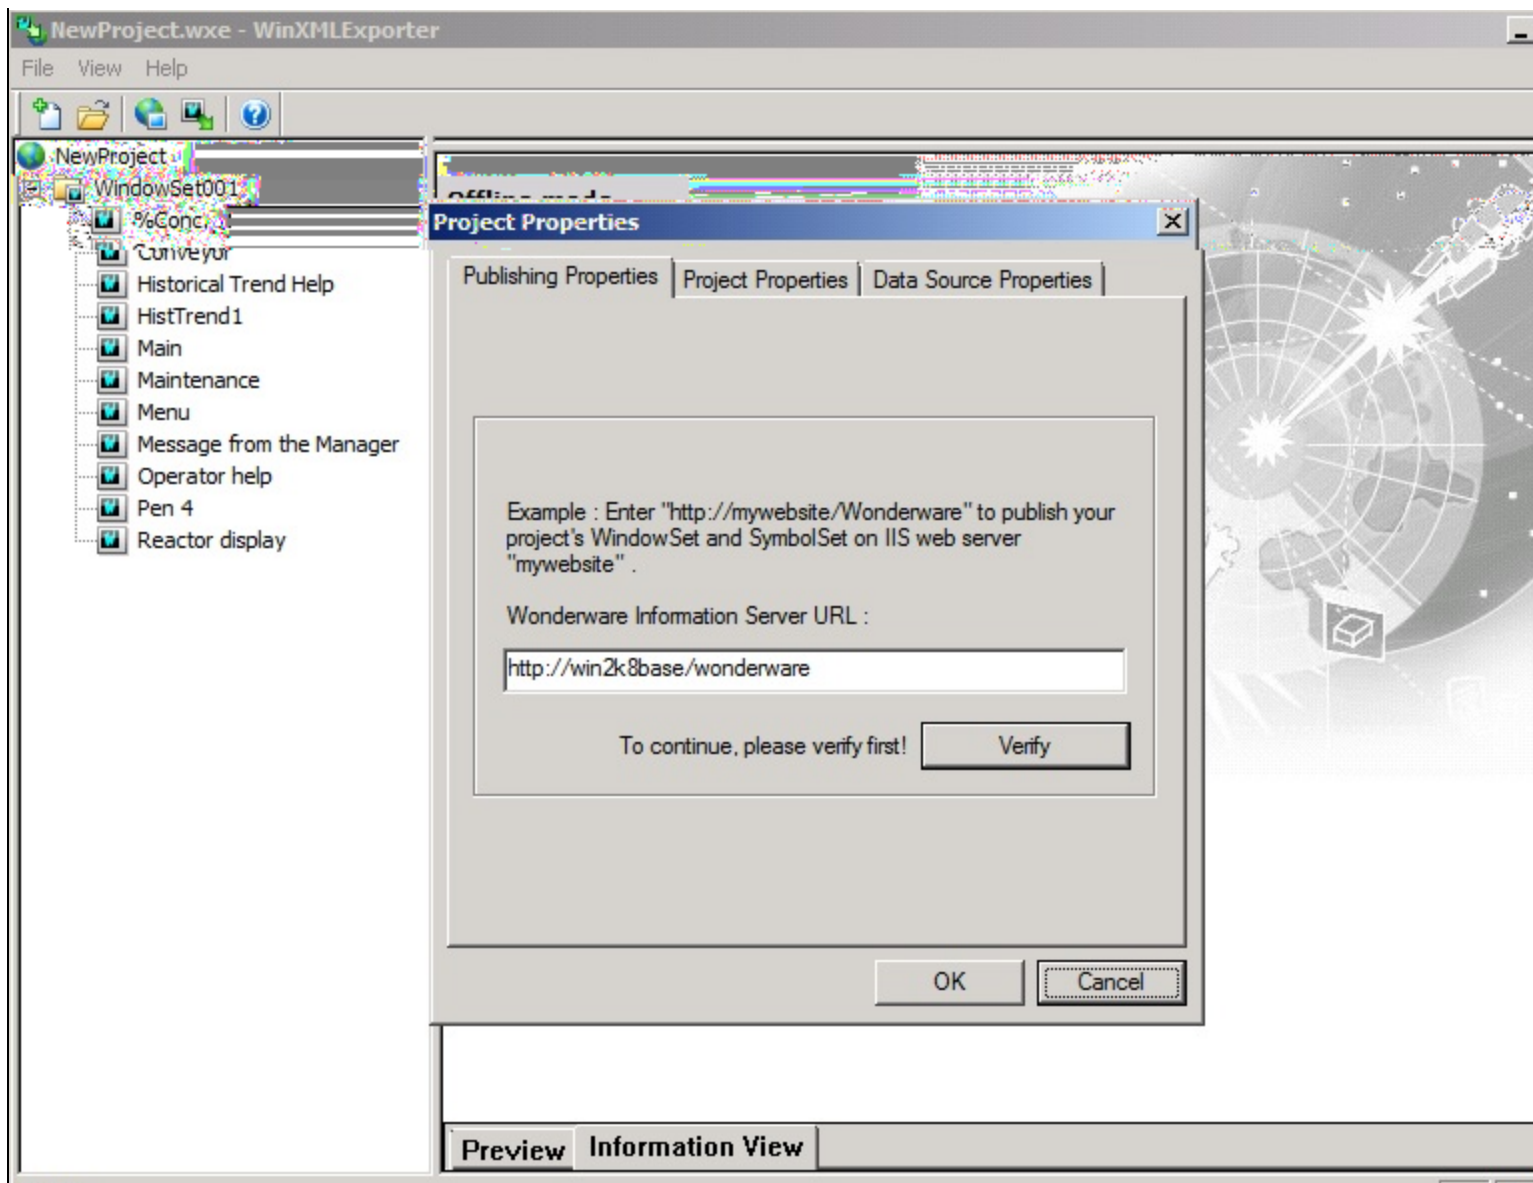 NewProject.wxe - WinXMLExporter
File View Help
NewProject
WindowSet001
%Conc.
Conveyor
Historical Trend Help
HistTrend1
Main
Maintenance
Menu
Message from the Manager
Operator help
Pen 4
Reactor display
Offline mode
Project Properties
Publishing Properties Project Properties Data Source Properties
Example : Enter "http://mywebsite/Wonderware" to publish your
project's WindowSet and SymbolSet on IIS web server
"mywebsite" .
Wonderware Information Server URL :
http://win2k8base/wonderware
To continue, please verify first! Verify
OK Cancel
Preview Information View